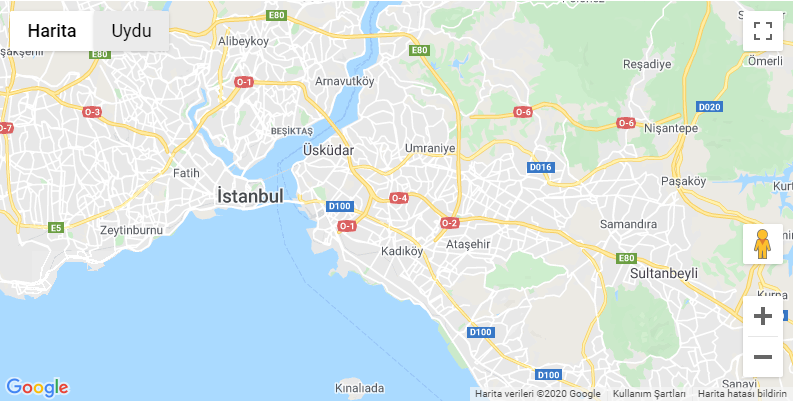 Harita
Uydu
E80
Alibeyköy
E80
E80
Reşadiye
Ömerli
Arnavutköy
O-1
O-3
O-7
O-6
O-6
D020
Nişantepe
BEŞİKTAŞ
Üsküdar
Umraniye
D016
Fatih
Paşaköy
İstanbul
D100
O-4
E5
Zeytinburnu
O-1
O-2
Samandıra
Kadıköy
Ataşehir
E80
Sultanbeyli
Kurna
D100
D100
Kınalıada
Sanayi
Google
Harita verileri ©2020 Google
Kullanım Şartları
Harita hatası bildirin